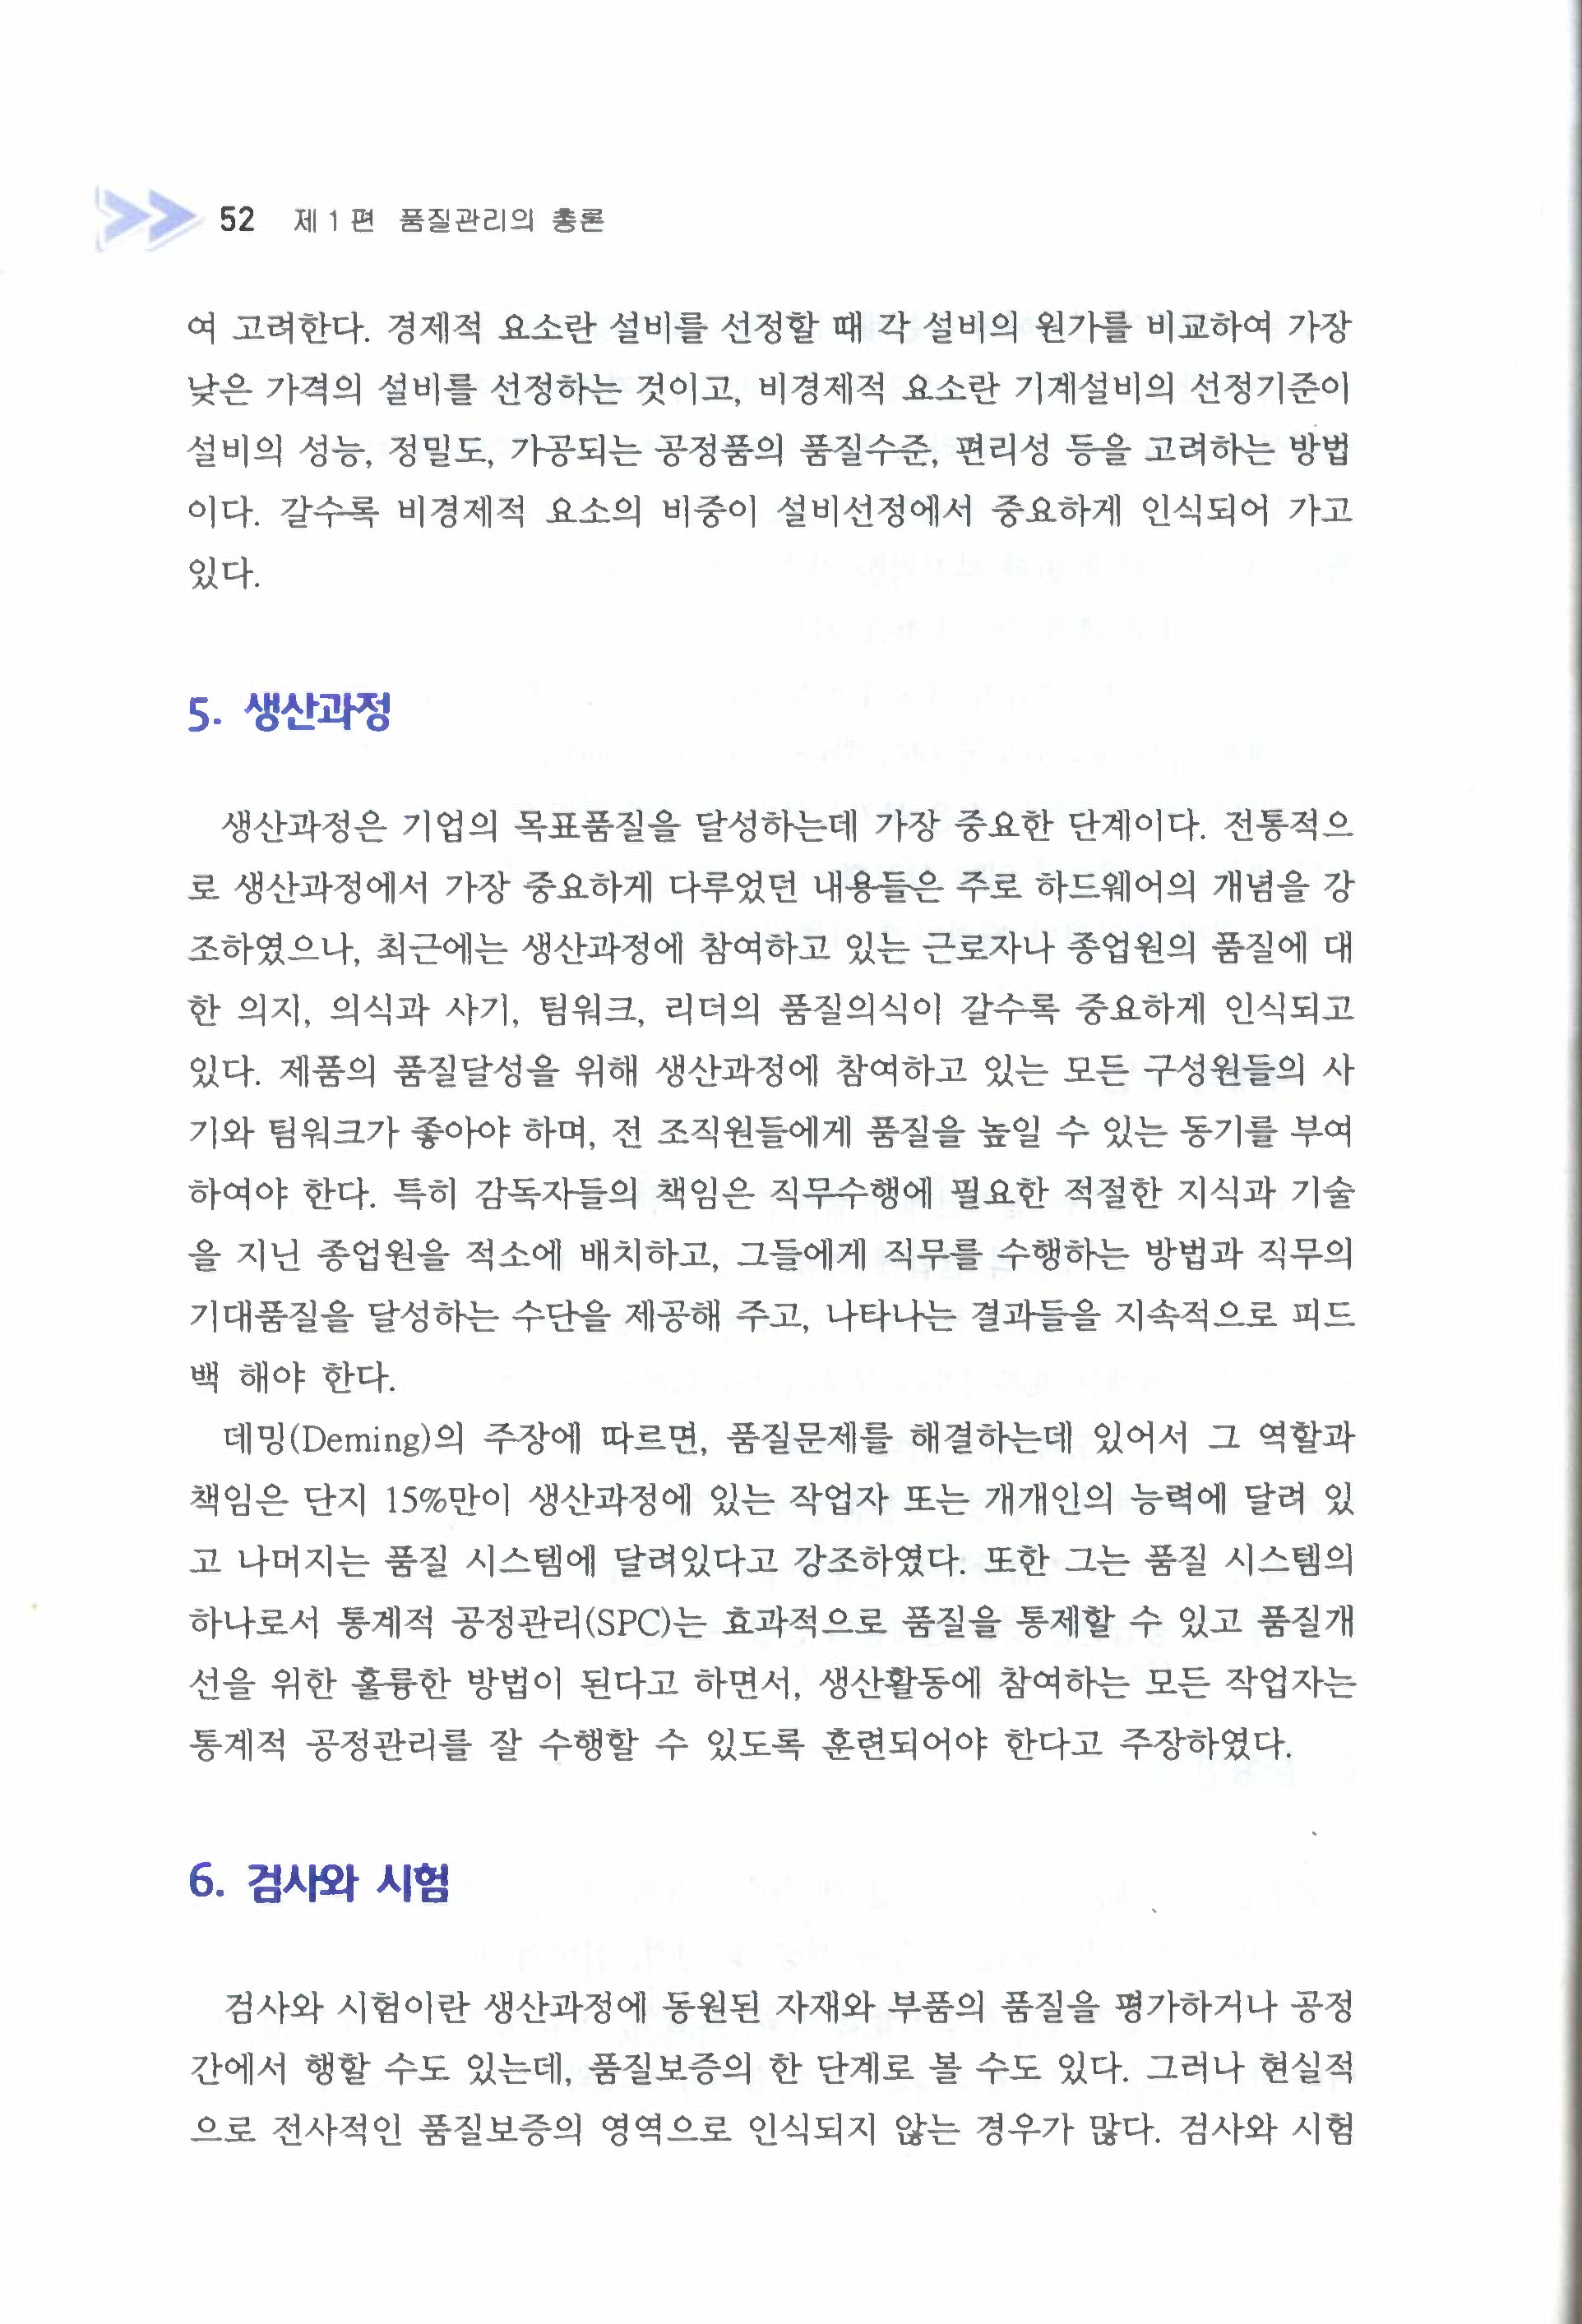 52 제 1 편 품질관리의 총론
여 고려한다. 경제적 요소란 설비를 선정할 때 각 설비의 원가를 비교하여 가장
낮은 가격의 설비를 선정하는 것이고, 비경제적 요소란 기계설비의 선정기준이
설비의 성능, 정밀도, 가공되는 공정품의 품질수준, 편리성 등을 고려하는 방법
이다. 갈수록 비경제적 요소의 비중이 설비선정에서 중요하게 인식되어 가고
있다.
5. 생산과정
생산과정은 기업의 목표품질을 달성하는데 가장 중요한 단계이다. 전통적으
로 생산과정에서 가장 중요하게 다루었던 내용들은 주로 하드웨어의 개념을 강
조하였으나, 최근에는 생산과정에 참여하고 있는 근로자나 종업원의 품질에 대
한 의지, 의식과 사기, 팀워크, 리더의 품질의식이 갈수록 중요하게 인식되고
있다. 제품의 품질달성을 위해 생산과정에 참여하고 있는 모든 구성원들의 사
기와 팀워크가 좋아야 하며, 전 조직원들에게 품질을 높일 수 있는 동기를 부여
하여야 한다. 특히 감독자들의 책임은 직무수행에 필요한 적절한 지식과 기술
을 지닌 종업원을 적소에 배치하고, 그들에게 직무를 수행하는 방법과 직무의
기대품질을 달성하는 수단을 제공해 주고, 나타나는 결과들을 지속적으로 피드
백 해야 한다.
데밍(Deming)의 주장에 따르면, 품질문제를 해결하는데 있어서 그 역할과
책임은 단지 15%만이 생산과정에 있는 작업자 또는 개개인의 능력에 달려 있
고 나머지는 품질 시스템에 달려있다고 강조하였다. 또한 그는 품질 시스템의
하나로서 통계적 공정관리(SPC)는 효과적으로 품질을 통제할 수 있고 품질개
선을 위한 훌륭한 방법이 된다고 하면서, 생산활동에 참여하는 모든 작업자는
통계적 공정관리를 잘 수행할 수 있도록 훈련되어야 한다고 주장하였다.
6. 검사와 시험
검사와 시험이란 생산과정에 동원된 자재와 부품의 품질을 평가하거나 공정
간에서 행할 수도 있는데, 품질보증의 한 단계로 볼 수도 있다. 그러나 현실적
으로 전사적인 품질보증의 영역으로 인식되지 않는 경우가 많다. 검사와 시험